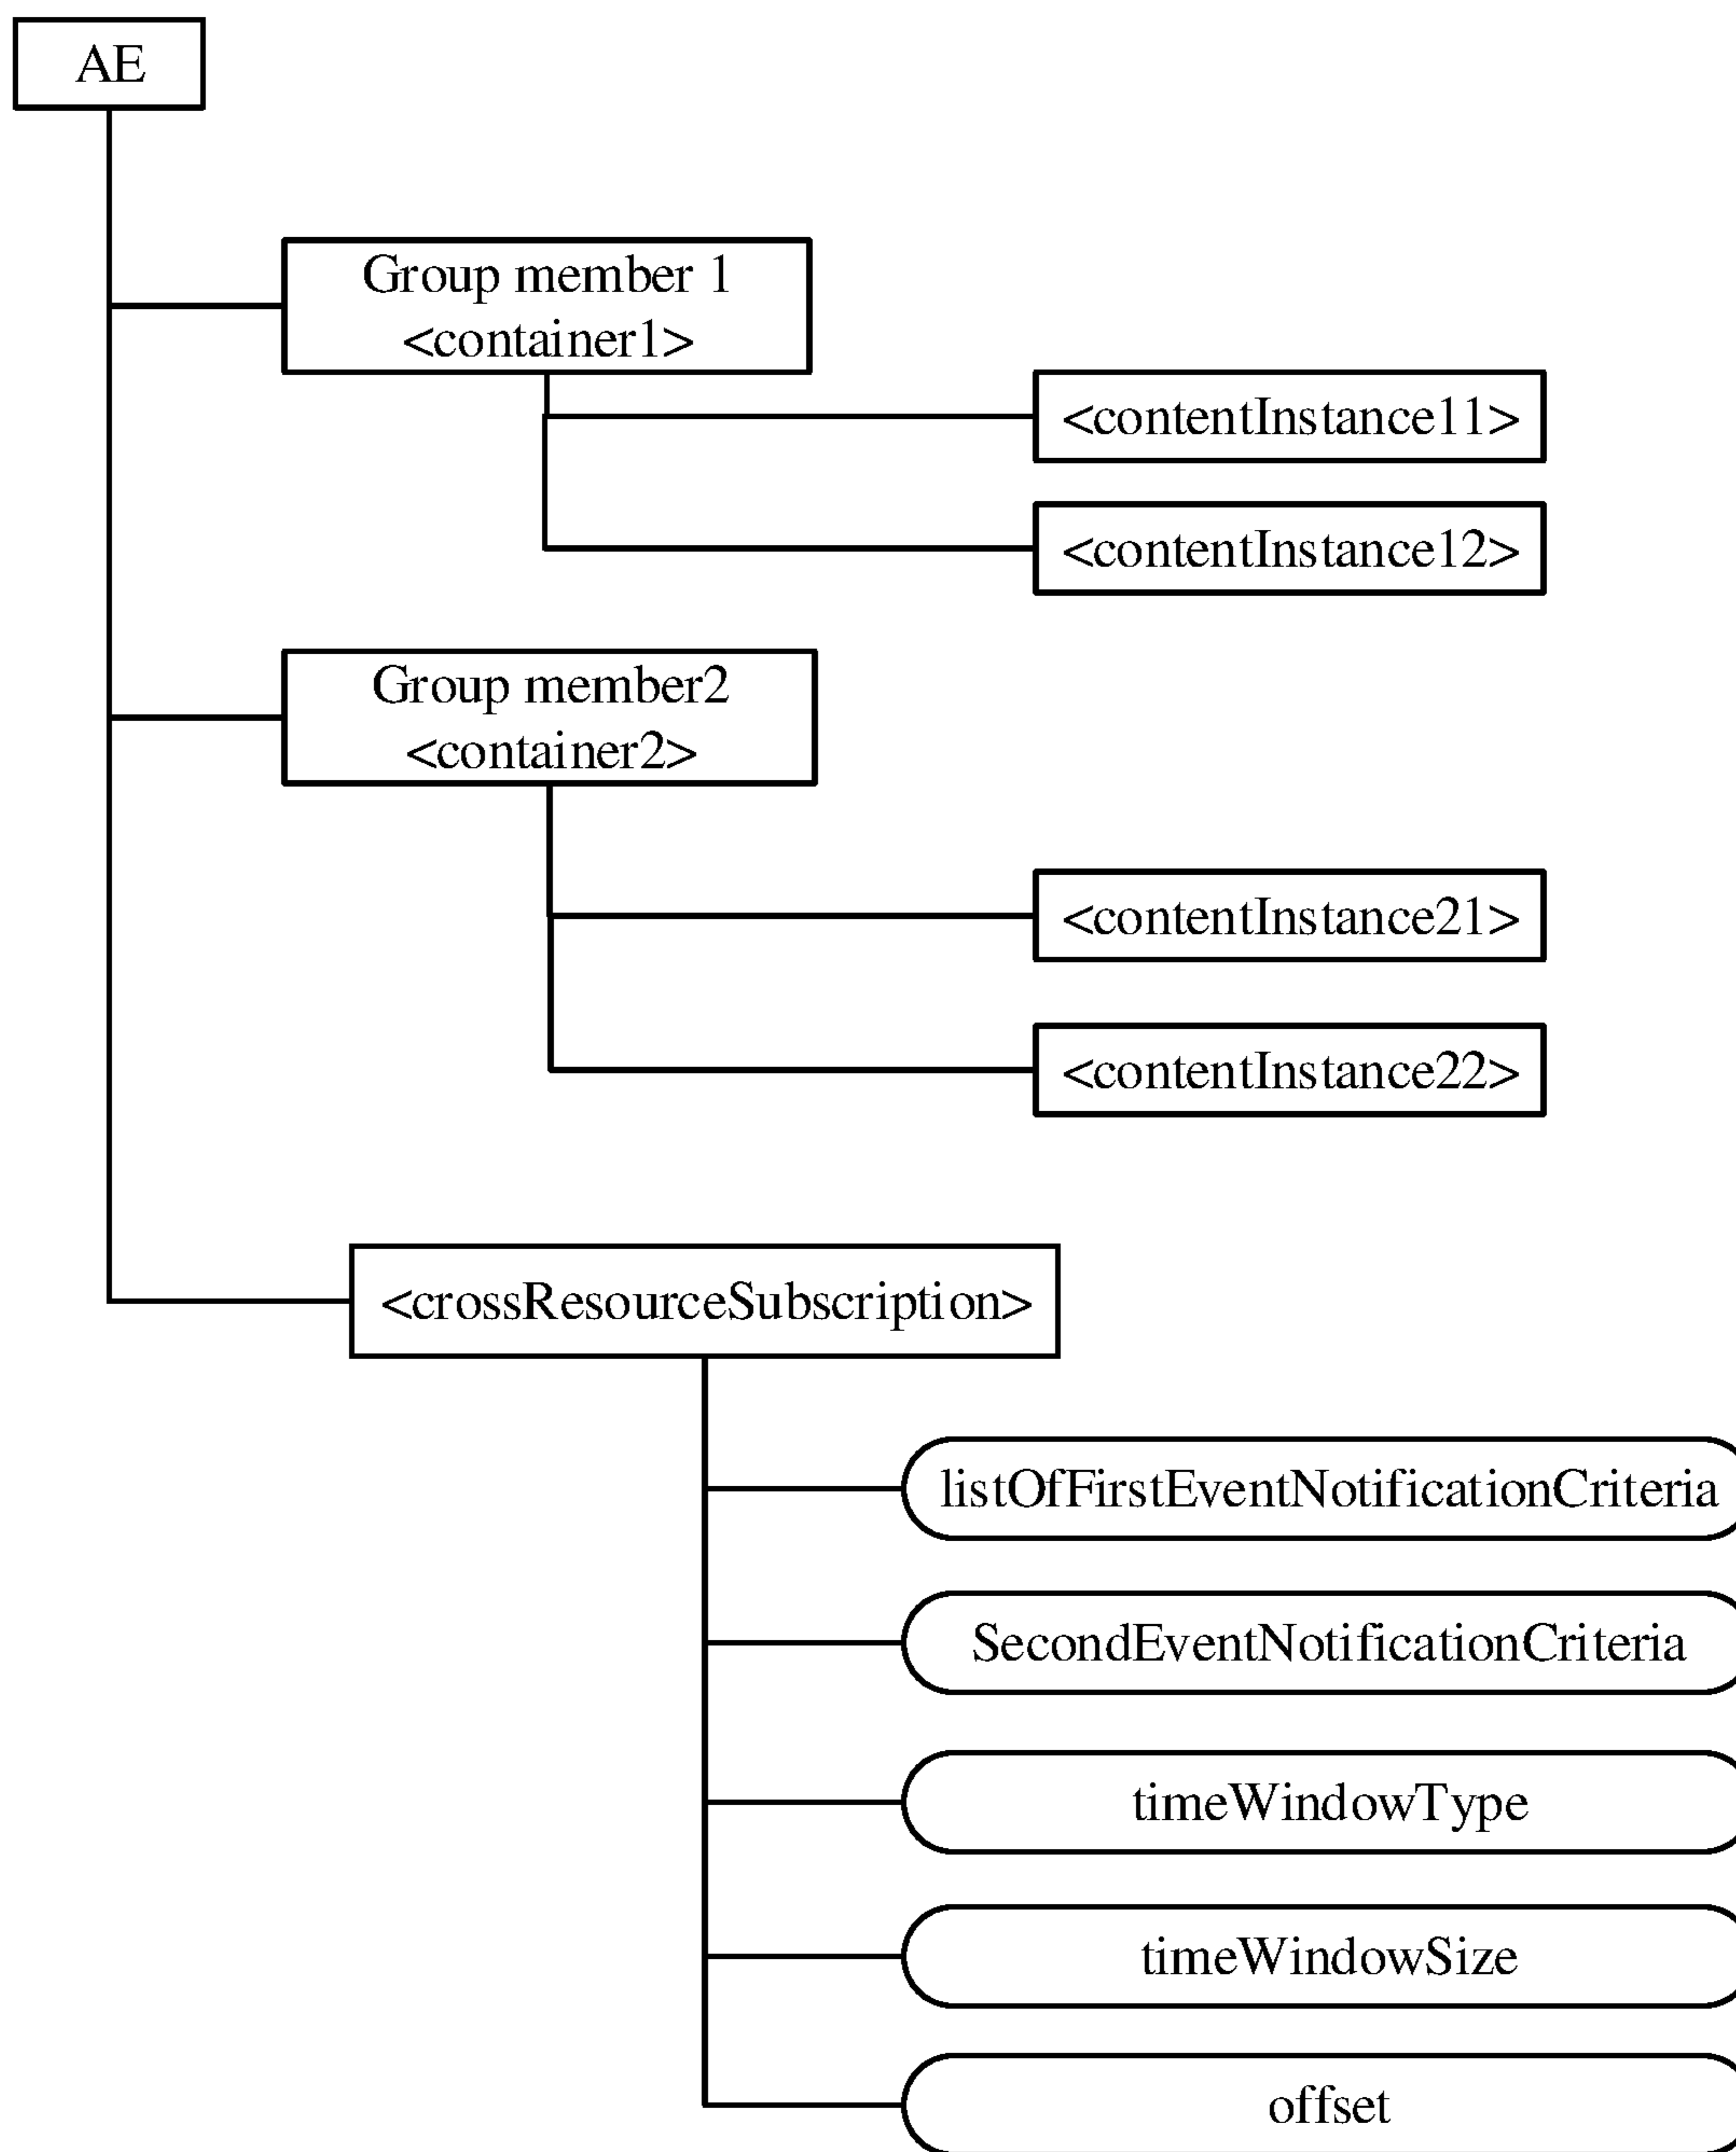 AE
Group member 1
<container1>
<contentInstance11>
<contentInstance12>
Group member2
<container2>
<contentInstance21>
<contentInstance22>
<crossResourceSubscription>
listOfFirstEventNotificationCriteria
SecondEventNotificationCriteria
timeWindowType
timeWindowSize
offset